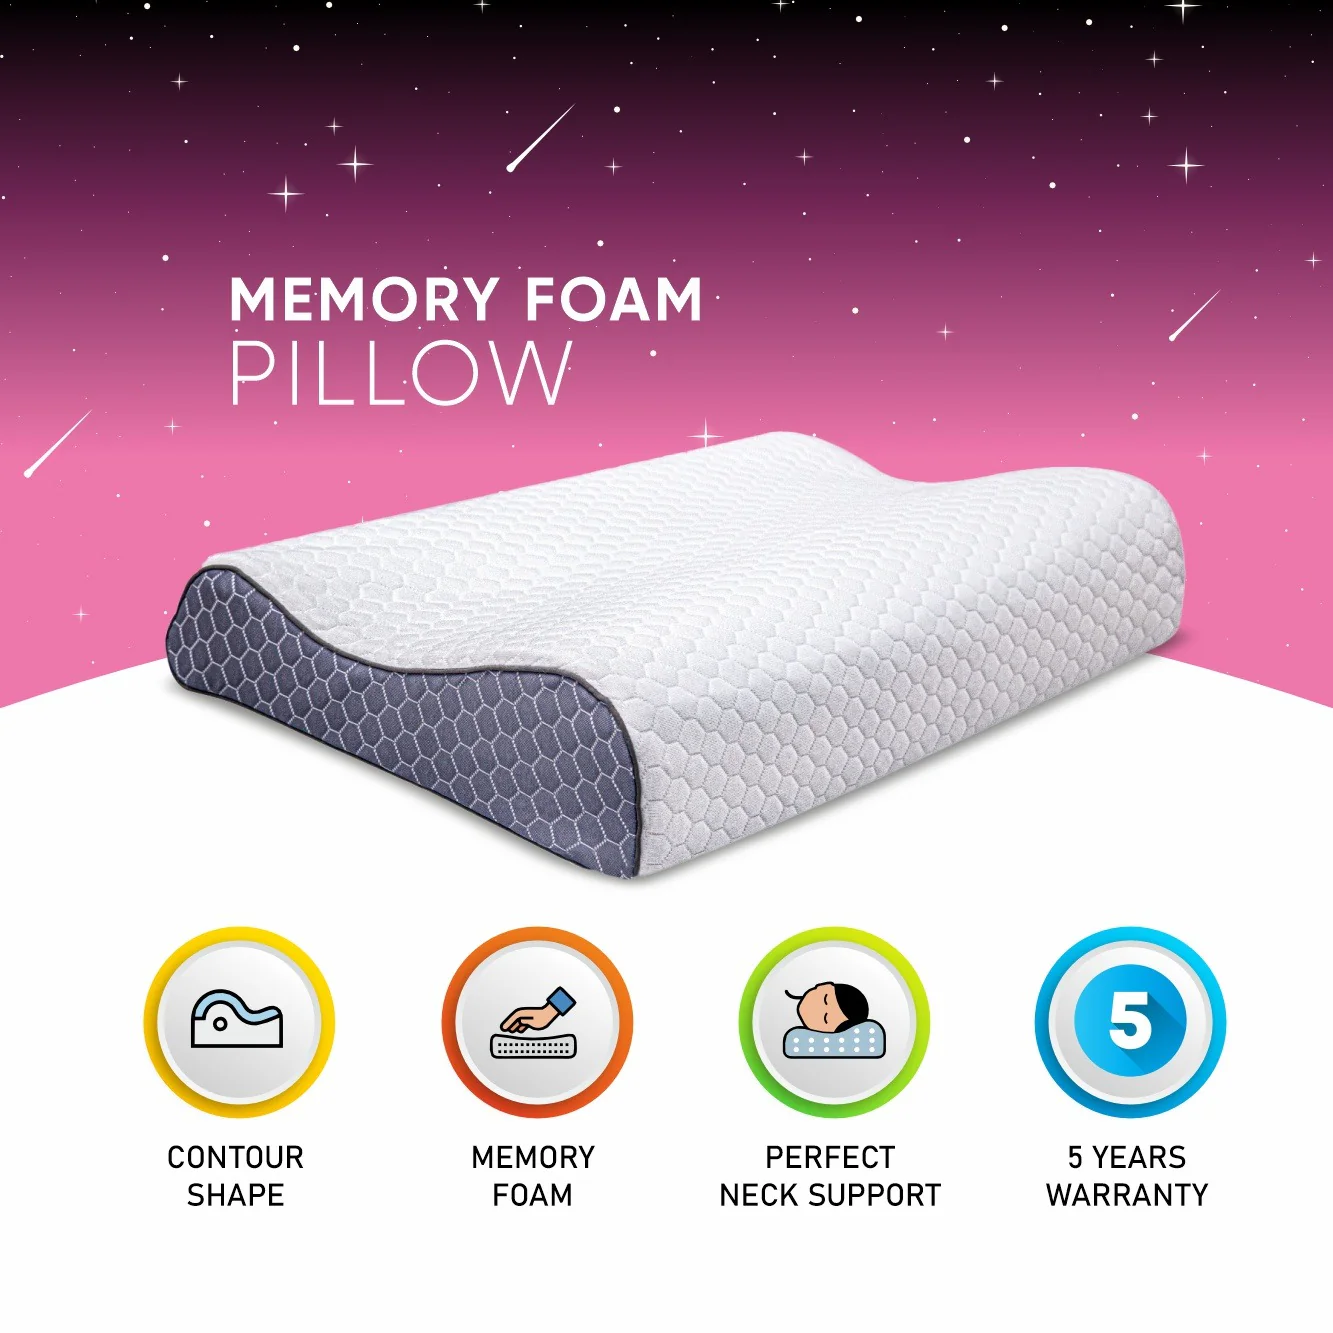 MEMORY FOAM
PILLOW
CONTOUR
SHAPE
MEMORY
FOAM
PERFECT
NECK SUPPORT
5
5 YEARS
WARRANTY